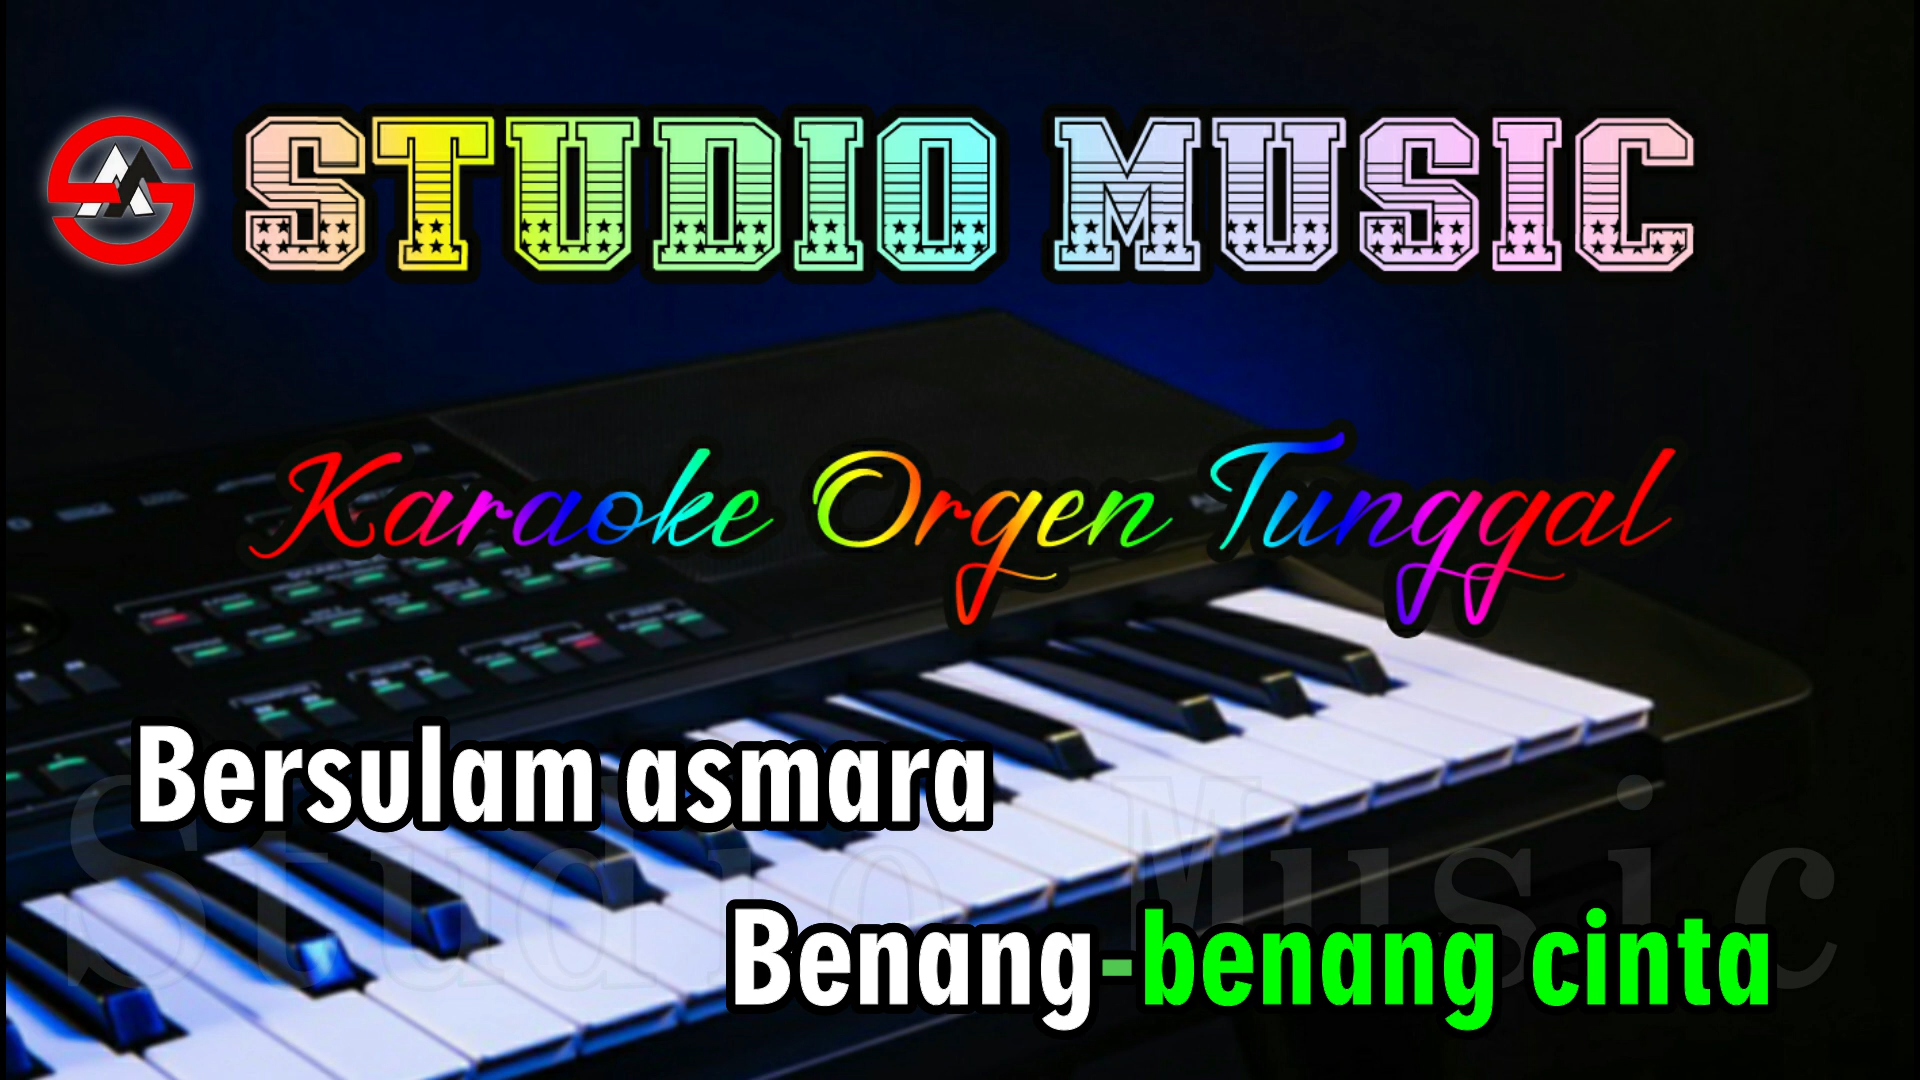 STUDIO MUSIC
Karaoke Orgen Tunggal
Bersulam asmara
Studio Music
Benang-benang cinta